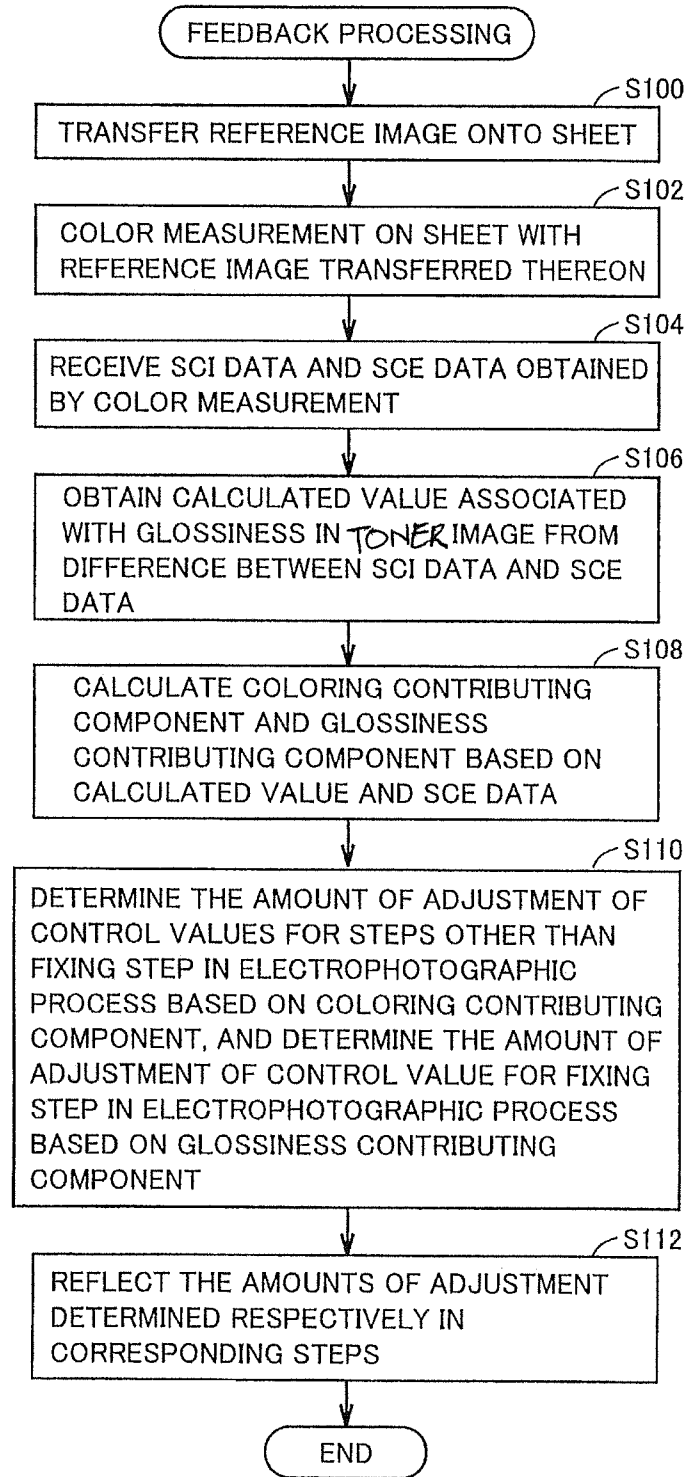 FEEDBACK PROCESSING
S100
TRANSFER REFERENCE IMAGE ONTO SHEET
S102
COLOR MEASUREMENT ON SHEET WITH
REFERENCE IMAGE TRANSFERRED THEREON
S104
RECEIVE SCI DATA AND SCE DATA OBTAINED
BY COLOR MEASUREMENT
S106
OBTAIN CALCULATED VALUE ASSOCIATED
WITH GLOSSINESS IN TONER IMAGE FROM
DIFFERENCE BETWEEN SCI DATA AND SCE
DATA
S108
CALCULATE COLORING CONTRIBUTING
COMPONENT AND GLOSSINESS
CONTRIBUTING COMPONENT BASED ON
CALCULATED VALUE AND SCE DATA
S110
DETERMINE THE AMOUNT OF ADJUSTMENT OF
CONTROL VALUES FOR STEPS OTHER THAN
FIXING STEP IN ELECTROPHOTOGRAPHIC
PROCESS BASED ON COLORING CONTRIBUTING
COMPONENT, AND DETERMINE THE AMOUNT OF
ADJUSTMENT OF CONTROL VALUE FOR FIXING
STEP IN ELECTROPHOTOGRAPHIC PROCESS
BASED ON GLOSSINESS CONTRIBUTING
COMPONENT
S112
REFLECT THE AMOUNTS OF ADJUSTMENT
DETERMINED RESPECTIVELY IN
CORRESPONDING STEPS
END